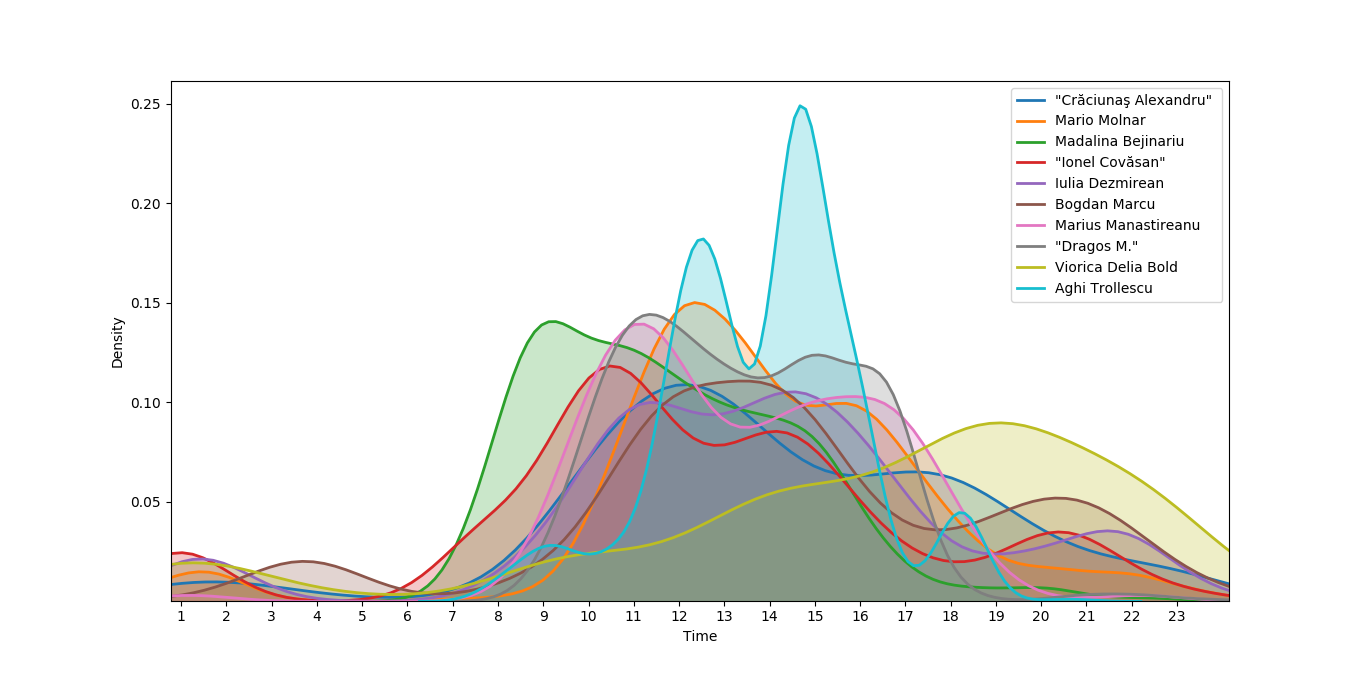 0.25
0.20
0.15
0.10
0.05
Density
1 2 3 4 5 6 7 8 9 10 11 12 13 14 15 16 17 18 19 20 21 22 23
Time
"Crăciunaş Alexandru"
Mario Molnar
Madalina Bejinariu
"Ionel Covăsan"
Iulia Dezmirean
Bogdan Marcu
Marius Manastireanu
"Dragos M."
Viorica Delia Bold
Aghi Trollescu